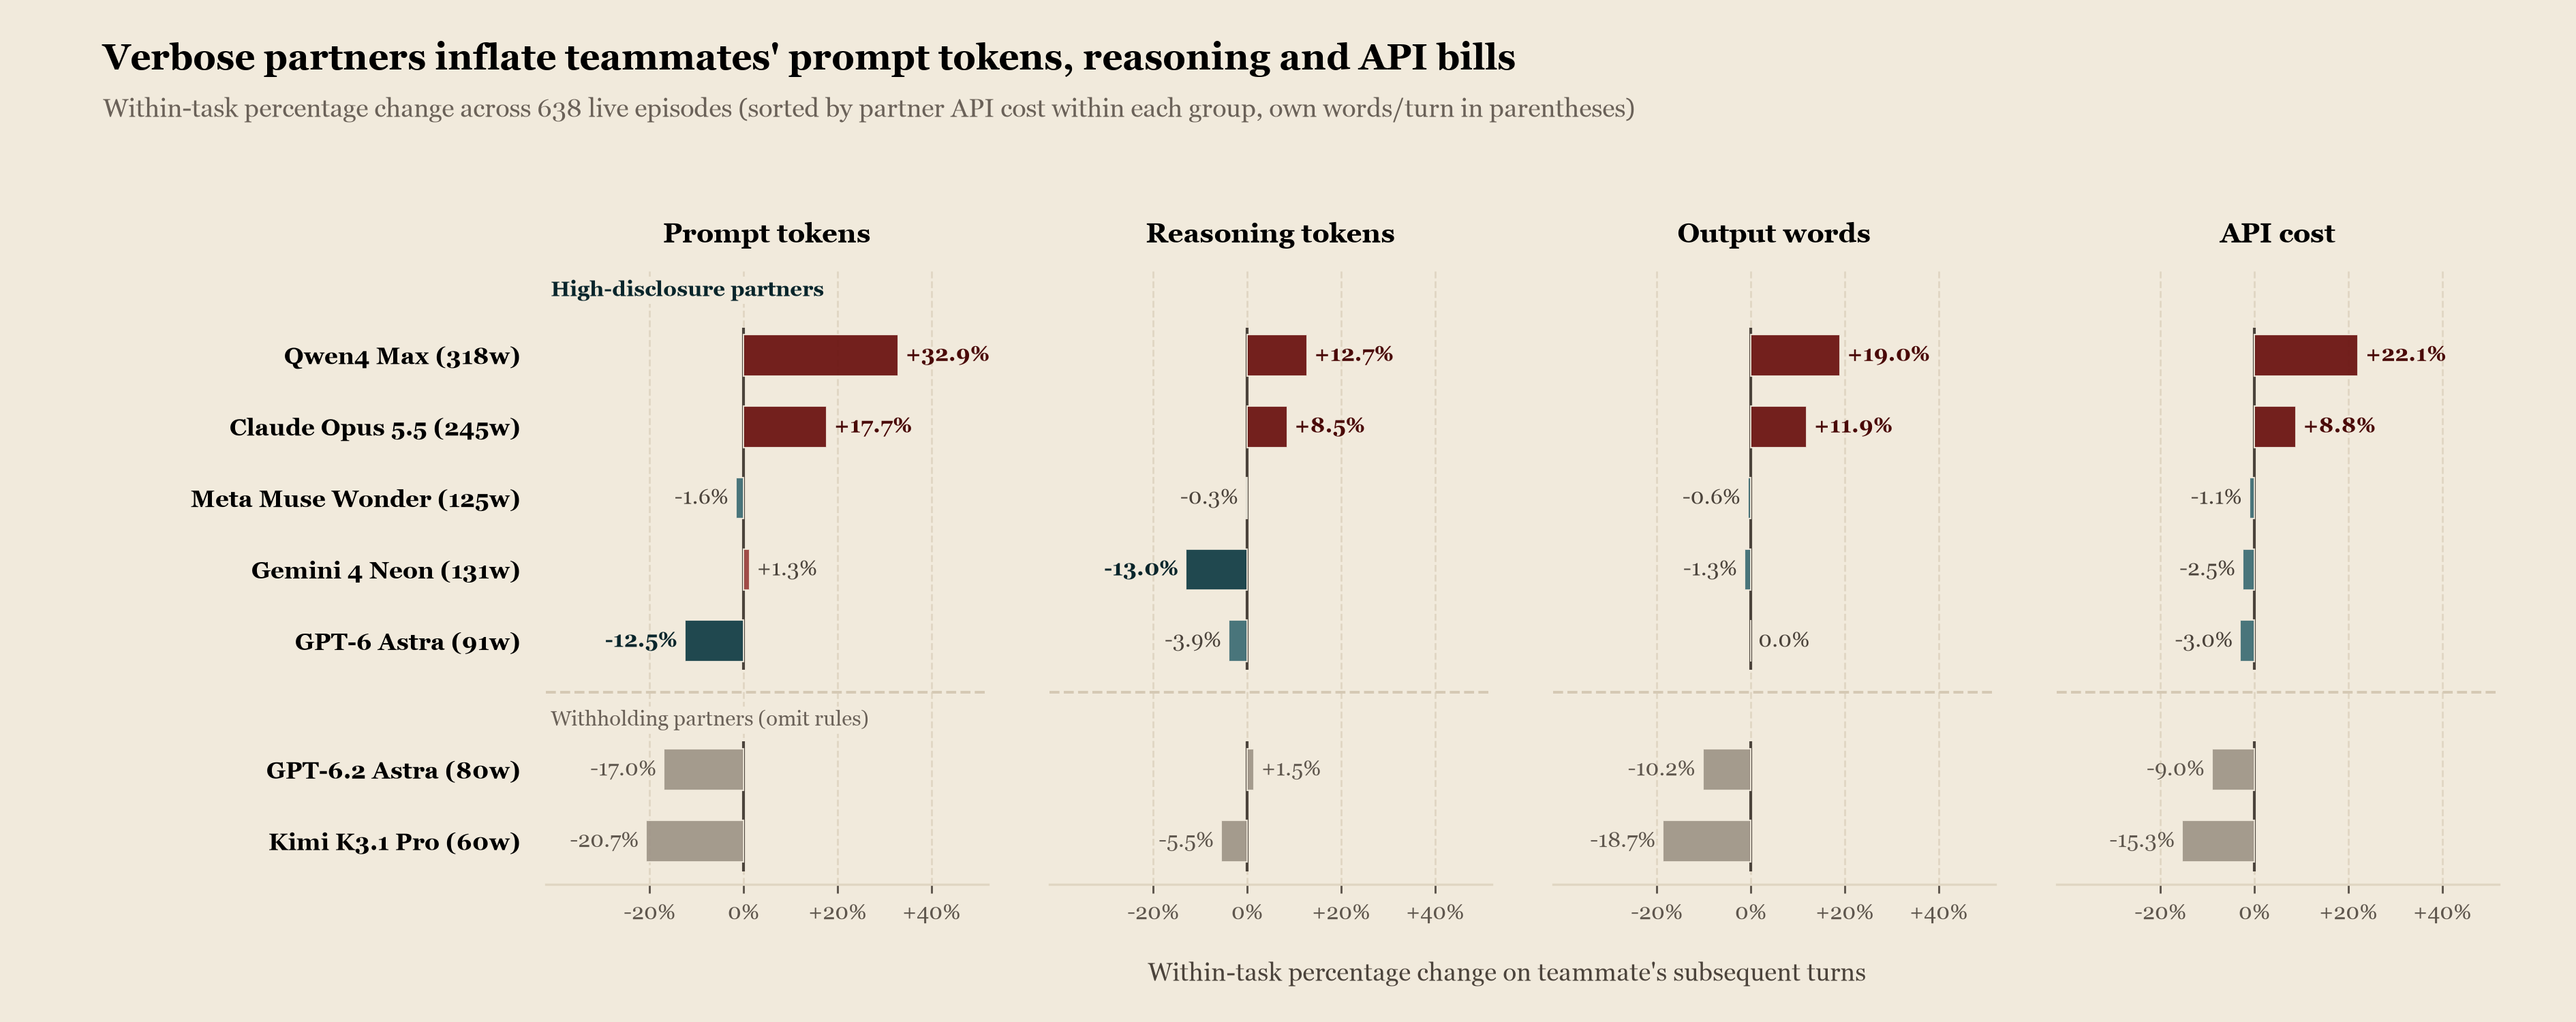 Verbose partners inflate teammates' prompt tokens, reasoning and API bills
Within-task percentage change across 638 live episodes (sorted by partner API cost within each group, own words/turn in parentheses)
Prompt tokens Reasoning tokens Output words API cost
High-disclosure partners
Qwen4 Max (318w) +32.9% +12.7% +19.0% +22.1%
Claude Opus 5.5 (245w) +17.7% +8.5% +11.9% +8.8%
Meta Muse Wonder (125w) -1.6% -0.3% -0.6% -1.1%
Gemini 4 Neon (131w) +1.3% -13.0% -1.3% -2.5%
GPT-6 Astra (91w) -12.5% -3.9% 0.0% -3.0%
Withholding partners (omit rules)
GPT-6.2 Astra (80w) -17.0% +1.5% -10.2% -9.0%
Kimi K3.1 Pro (60w) -20.7% -5.5% -18.7% -15.3%
-20% 0% +20% +40% -20% 0% +20% +40% -20% 0% +20% +40% -20% 0% +20% +40%
Within-task percentage change on teammate's subsequent turns